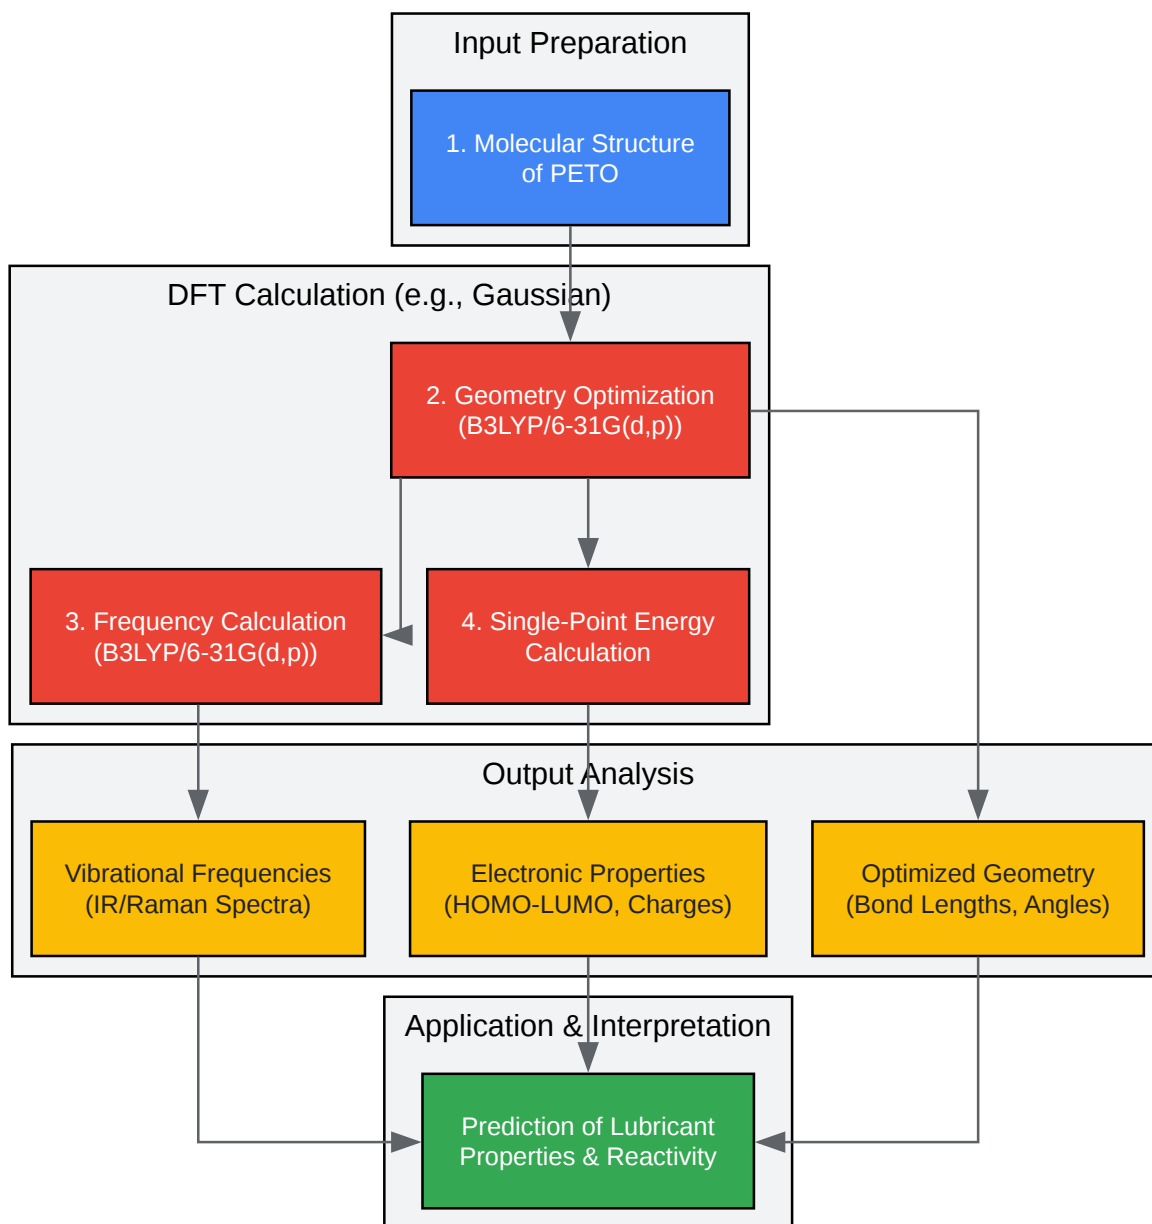 Input Preparation
1. Molecular Structure
of PETO
DFT Calculation (e.g., Gaussian)
2. Geometry Optimization
(B3LYP/6-31G(d,p))
3. Frequency Calculation
(B3LYP/6-31G(d,p))
4. Single-Point Energy
Calculation
Output Analysis
Vibrational Frequencies
(IR/Raman Spectra)
Electronic Properties
(HOMO-LUMO, Charges)
Optimized Geometry
(Bond Lengths, Angles)
Application & Interpretation
Prediction of Lubricant
Properties & Reactivity